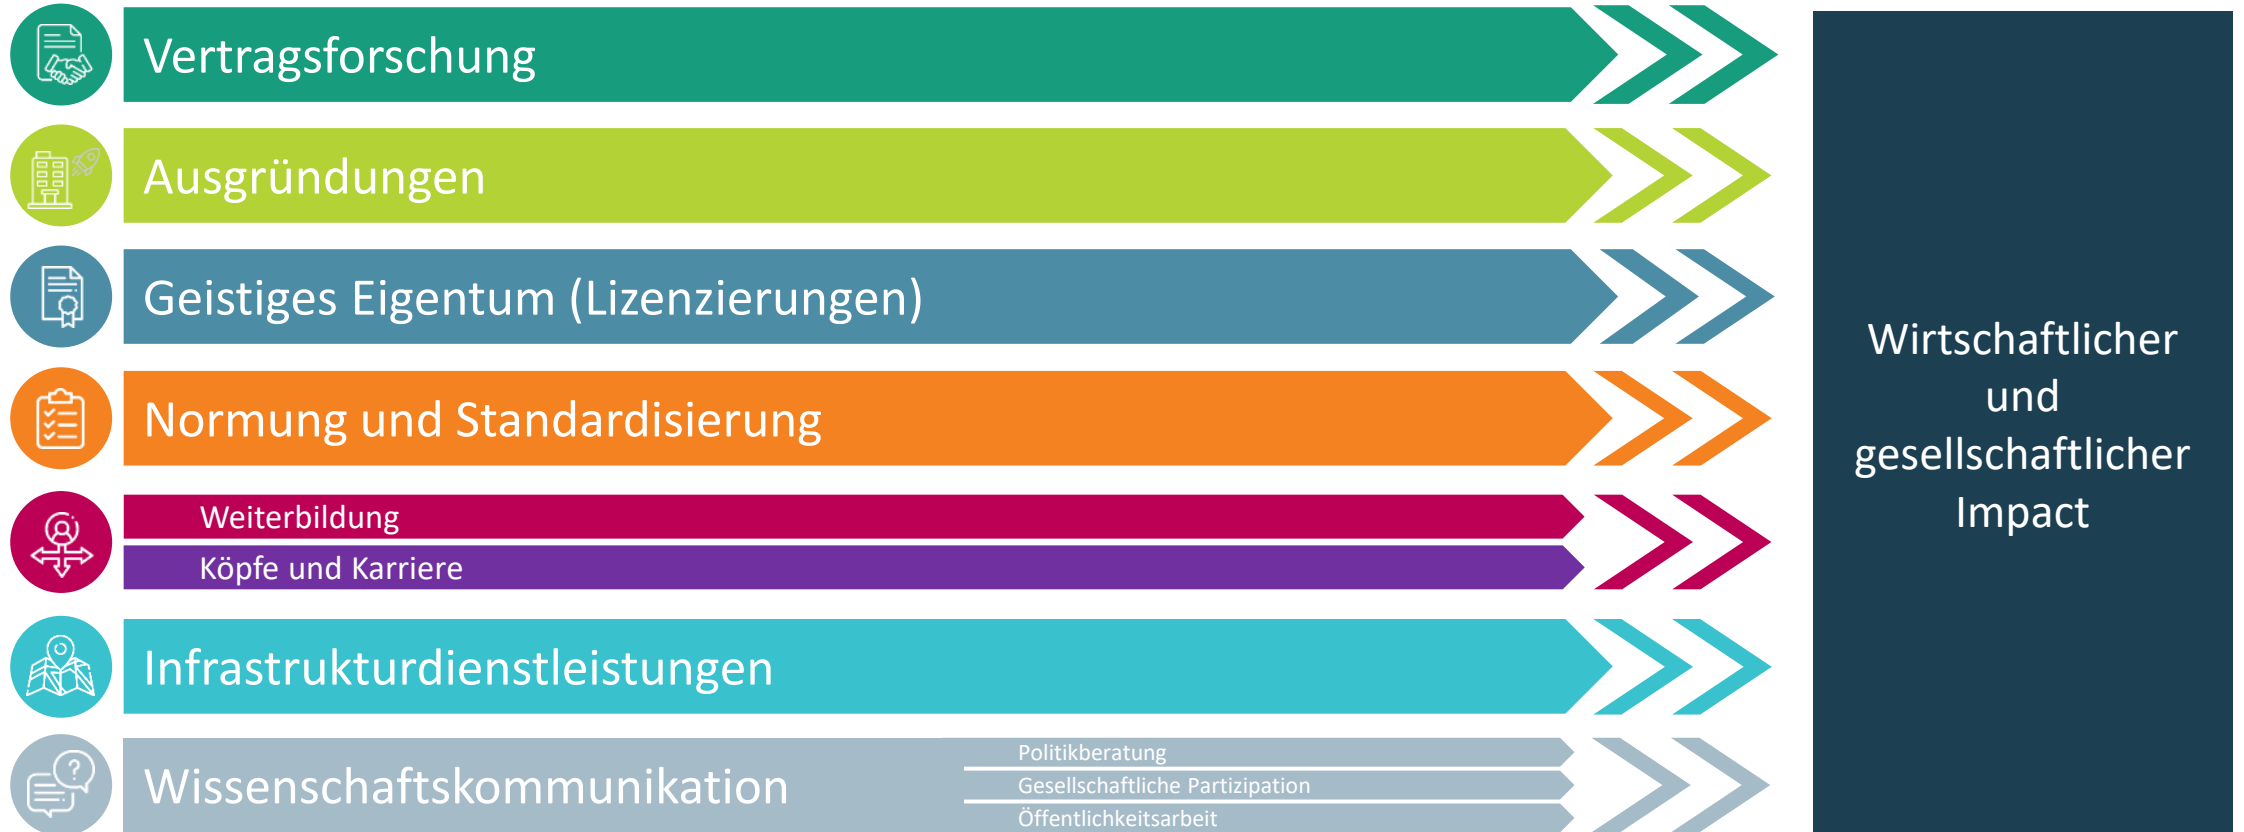 Vertragsforschung
Ausgründungen
Geistiges Eigentum (Lizenzierungen)
Normung und Standardisierung
Weiterbildung
Köpfe und Karriere
Infrastrukturdienstleistungen
Wissenschaftskommunikation
Politikberatung
Gesellschaftliche Partizipation
Öffentlichkeitsarbeit
Wirtschaftlicher
und
gesellschaftlicher
Impact